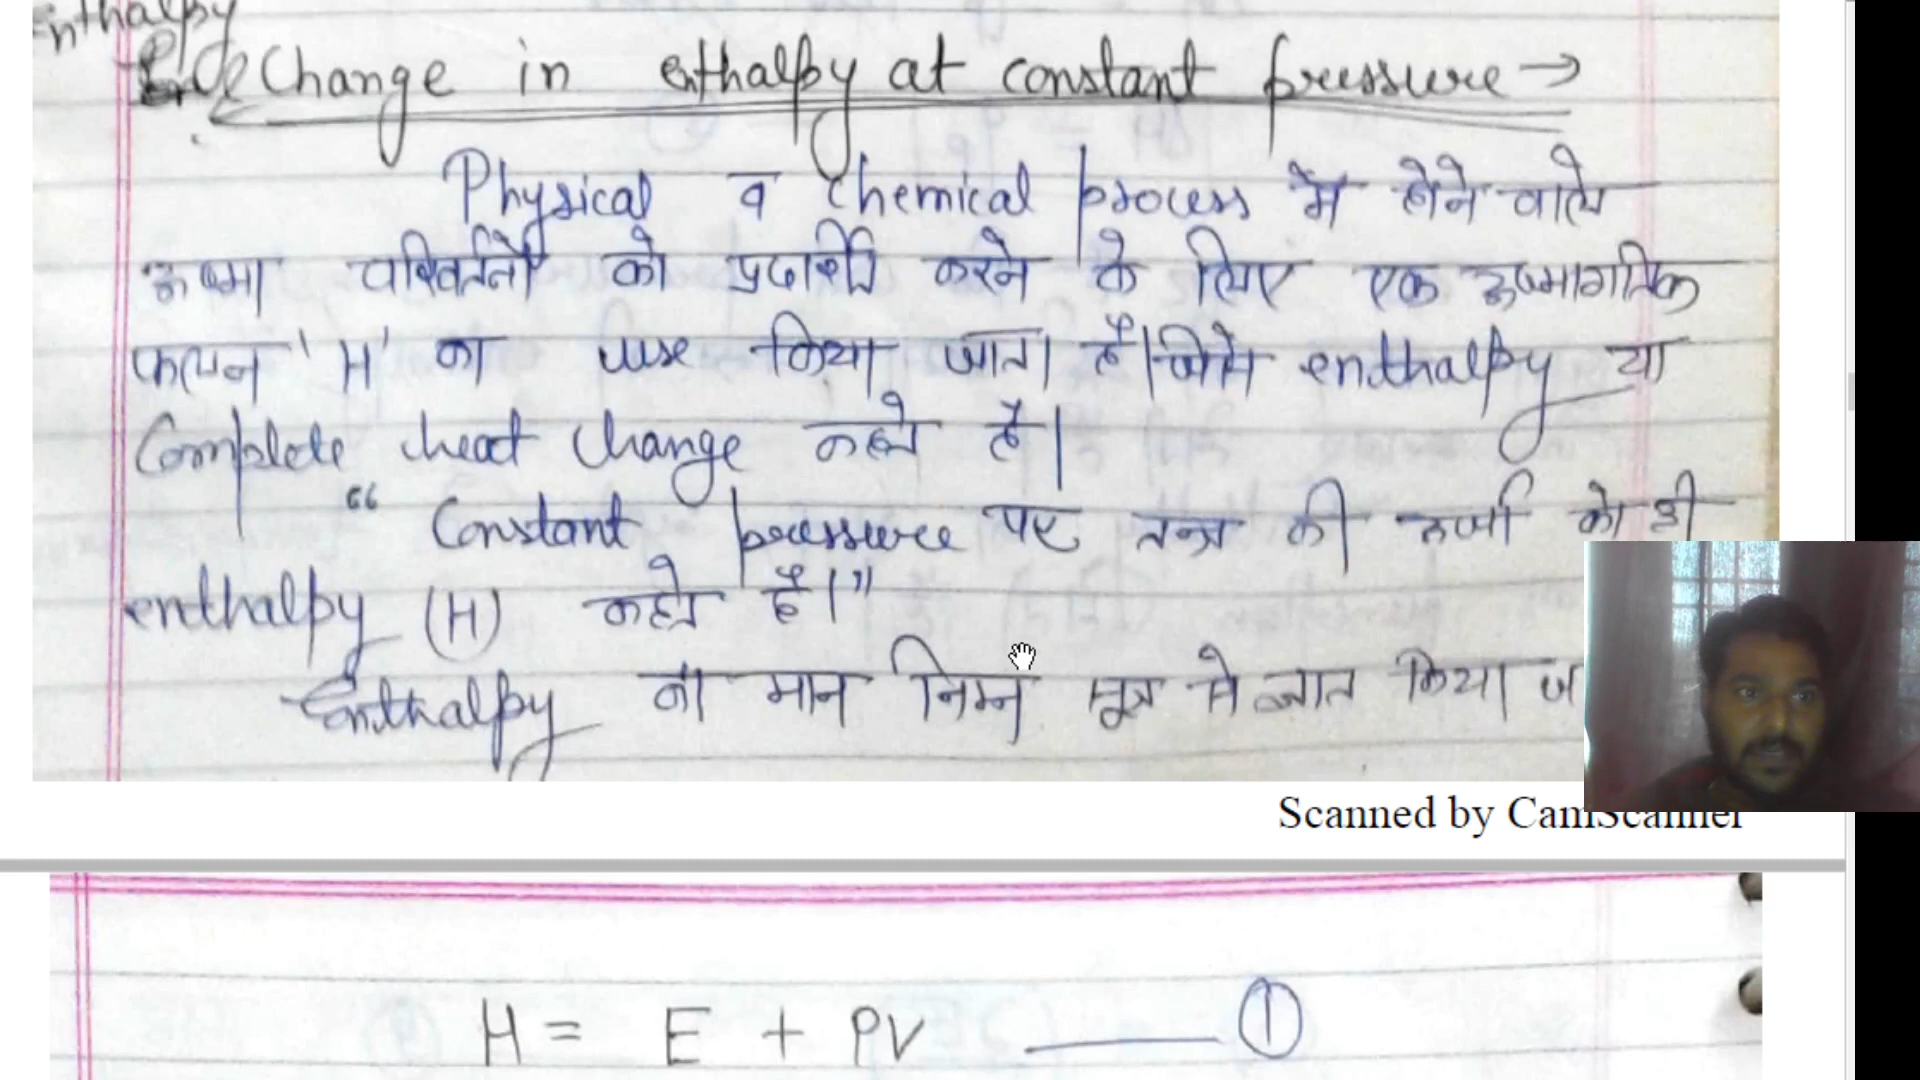 Enthalpy
Change in enthalpy at constant pressure →
Physical व chemical process में होने वाले
ऊष्मा परिवर्तनों को प्रदर्शित करने के लिए एक ऊष्मागतिक
फलन 'H' का use किया जाता है। जिसे enthalpy या
Complete heat change कहते हैं।
“ Constant pressure पर तन्त्र की ऊर्जा को ही
enthalpy (H) कहते हैं।”
Enthalpy का मान निम्न सूत्र से ज्ञात किया ज
Scanned by CamScanner
H = E + PV —— ①